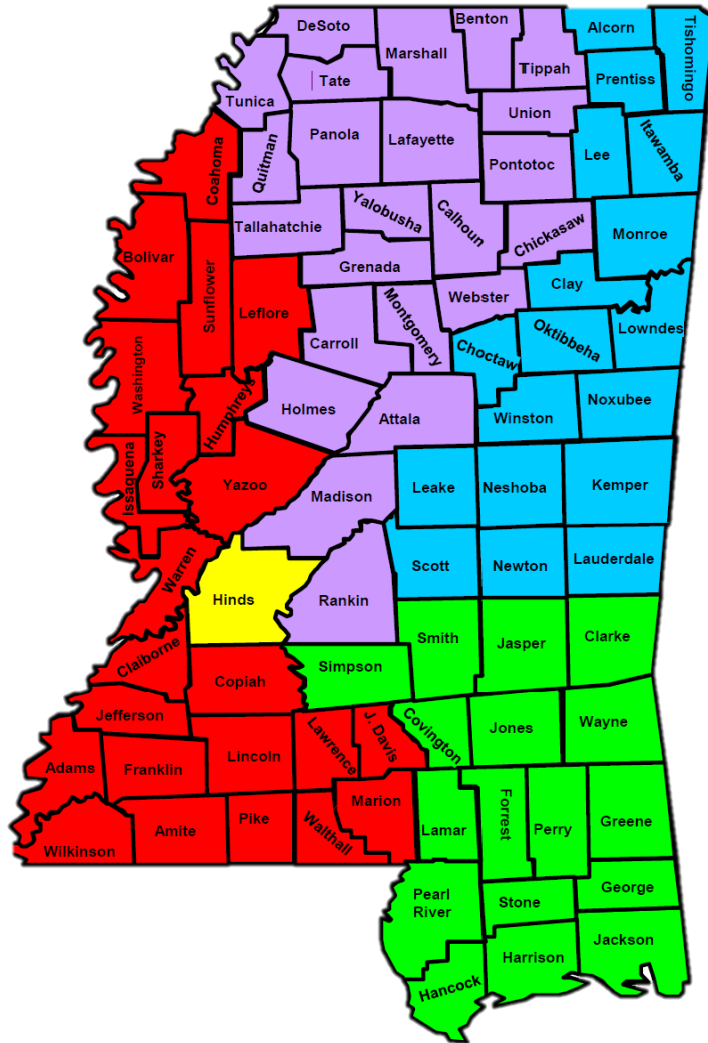 DeSoto
Benton
Alcorn
Tishomingo
Marshall
Tippah
Tate
Prentiss
Tunica
Union
Panola
Lafayette
Quitman
Coahoma
Lee
Itawamba
Pontotoc
Yalobusha
Calhoun
Tallahatchie
Chickasaw
Monroe
Bolivar
Sunflower
Grenada
Clay
Webster
Leflore
Montgomery
Oktibbeha
Lowndes
Carroll
Choctaw
Washington
Humphreys
Holmes
Noxubee
Attala
Winston
Sharkey
Issaquena
Yazoo
Leake
Neshoba
Kemper
Madison
Warren
Scott
Newton
Lauderdale
Hinds
Rankin
Smith
Jasper
Clarke
Claiborne
Simpson
Copiah
Jefferson
Covington
Jones
Wayne
Lawrence
J. Davis
Lincoln
Adams
Franklin
Marion
Forrest
Greene
Pike
Amite
Walthall
Lamar
Perry
Wilkinson
George
Pearl
River
Stone
Jackson
Harrison
Hancock